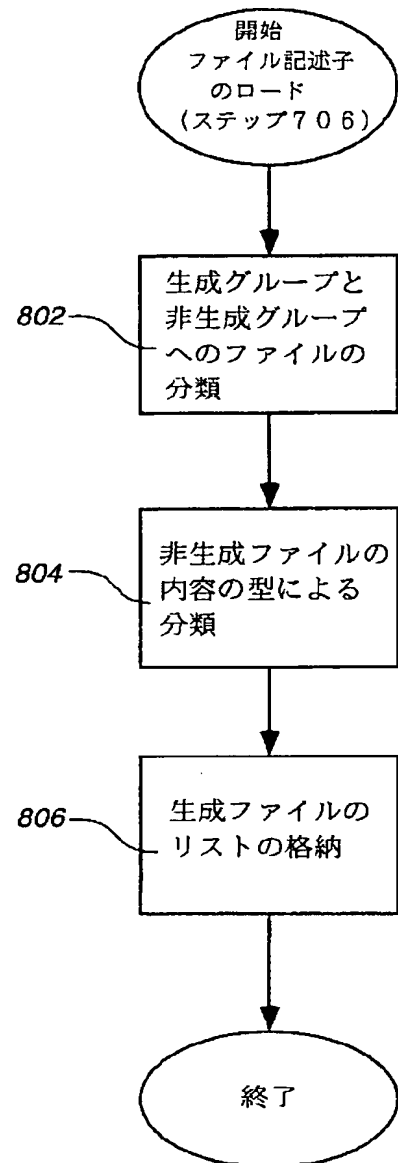 開始
ファイル記述子
のロード
(ステップ706)
802
生成グループと
非生成グループ
へのファイルの
分類
804
非生成ファイルの
内容の型による
分類
806
生成ファイルの
リストの格納
終了